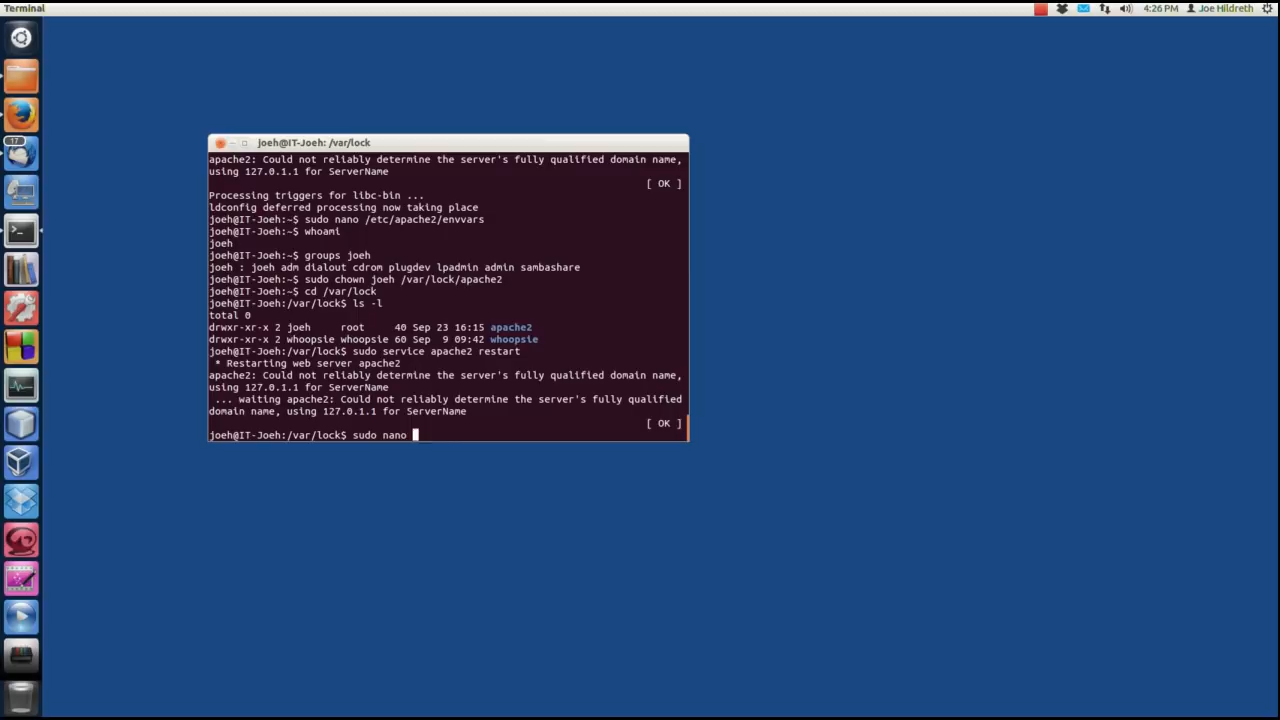 Terminal
4:26 PM
Joe Hildreth
17
joeh@IT-Joeh: /var/lock
apache2: Could not reliably determine the server's fully qualified domain name,
using 127.0.1.1 for ServerName
[ OK ]
Processing triggers for libc-bin ...
ldconfig deferred processing now taking place
joeh@IT-Joeh:~$ sudo nano /etc/apache2/envvars
joeh@IT-Joeh:~$ whoami
joeh
joeh@IT-Joeh:~$ groups joeh
joeh : joeh adm dialout cdrom plugdev lpadmin admin sambashare
joeh@IT-Joeh:~$ sudo chown joeh /var/lock/apache2
joeh@IT-Joeh:~$ cd /var/lock
joeh@IT-Joeh:/var/lock$ ls -l
total 0
drwxr-xr-x 2 joeh     root     40 Sep 23 16:15 apache2
drwxr-xr-x 2 whoopsie whoopsie 60 Sep  9 09:42 whoopsie
joeh@IT-Joeh:/var/lock$ sudo service apache2 restart
* Restarting web server apache2
apache2: Could not reliably determine the server's fully qualified domain name,
using 127.0.1.1 for ServerName
... waiting apache2: Could not reliably determine the server's fully qualified
domain name, using 127.0.1.1 for ServerName
[ OK ]
joeh@IT-Joeh:/var/lock$ sudo nano